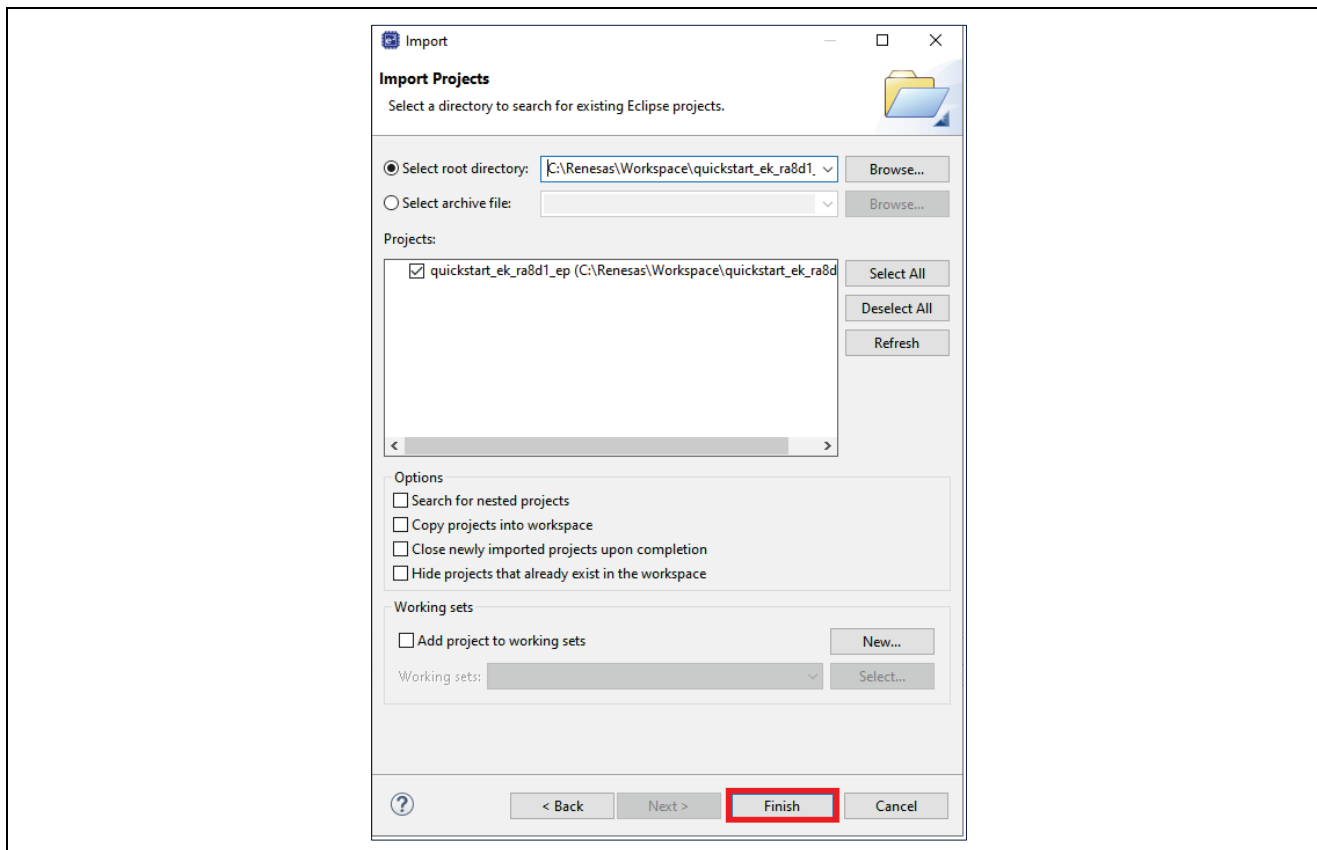 Import
Import Projects
Select a directory to search for existing Eclipse projects.
Select root directory: C:\Renesas\Workspace\quickstart_ek_ra8d1_ Browse...
Select archive file: Browse...
Projects:
quickstart_ek_ra8d1_ep (C:\Renesas\Workspace\quickstart_ek_ra8d
Select All
Deselect All
Refresh
Options
Search for nested projects
Copy projects into workspace
Close newly imported projects upon completion
Hide projects that already exist in the workspace
Working sets
Add project to working sets New...
Working sets: Select...
? < Back Next > Finish Cancel